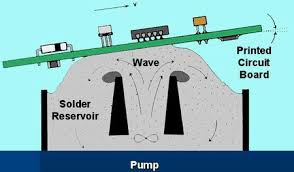 v
Printed
Circuit
Board
Wave
Solder
Reservoir
Pump